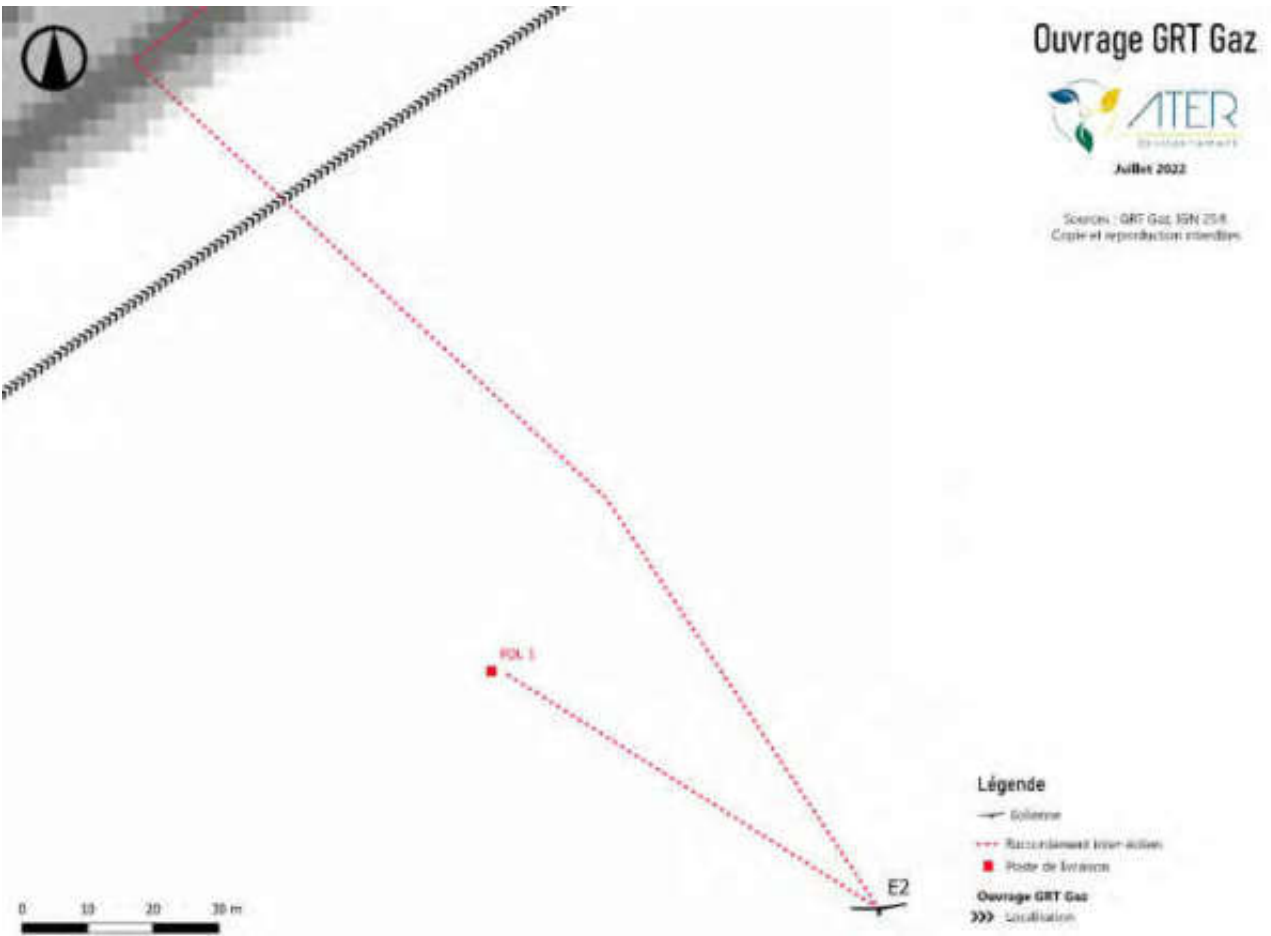 Ouvrage GRT Gaz
ATER
Environnement
Juillet 2022
Sources : GRT Gaz, IGN 25®
Copie et reproduction interdites
PDL 1
E2
Légende
Eolienne
Raccordement inter-éolien
Poste de livraison
Ouvrage GRT Gaz
Localisation
0 10 20 30 m